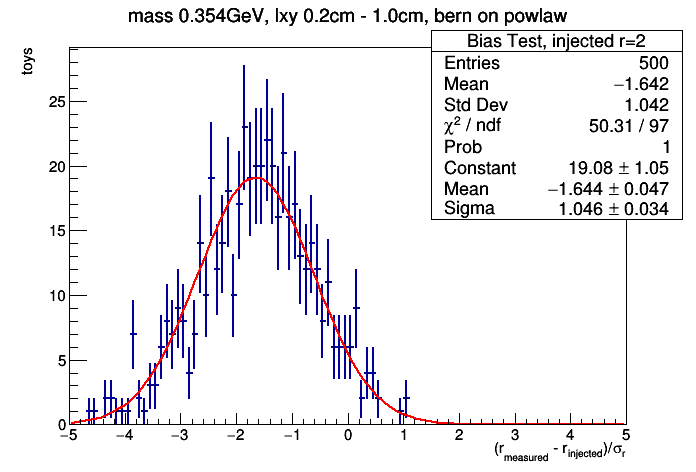 mass 0.354GeV, lxy 0.2cm - 1.0cm, bern on powlaw
Bias Test, injected r=2
Entries 500
Mean −1.642
Std Dev 1.042
χ² / ndf 50.31 / 97
Prob 1
Constant 19.08 ± 1.05
Mean −1.644 ± 0.047
Sigma 1.046 ± 0.034
toys
25
20
15
10
5
0
−5 −4 −3 −2 −1 0 1 2 3 4 5
(r_measured - r_injected)/σ_r